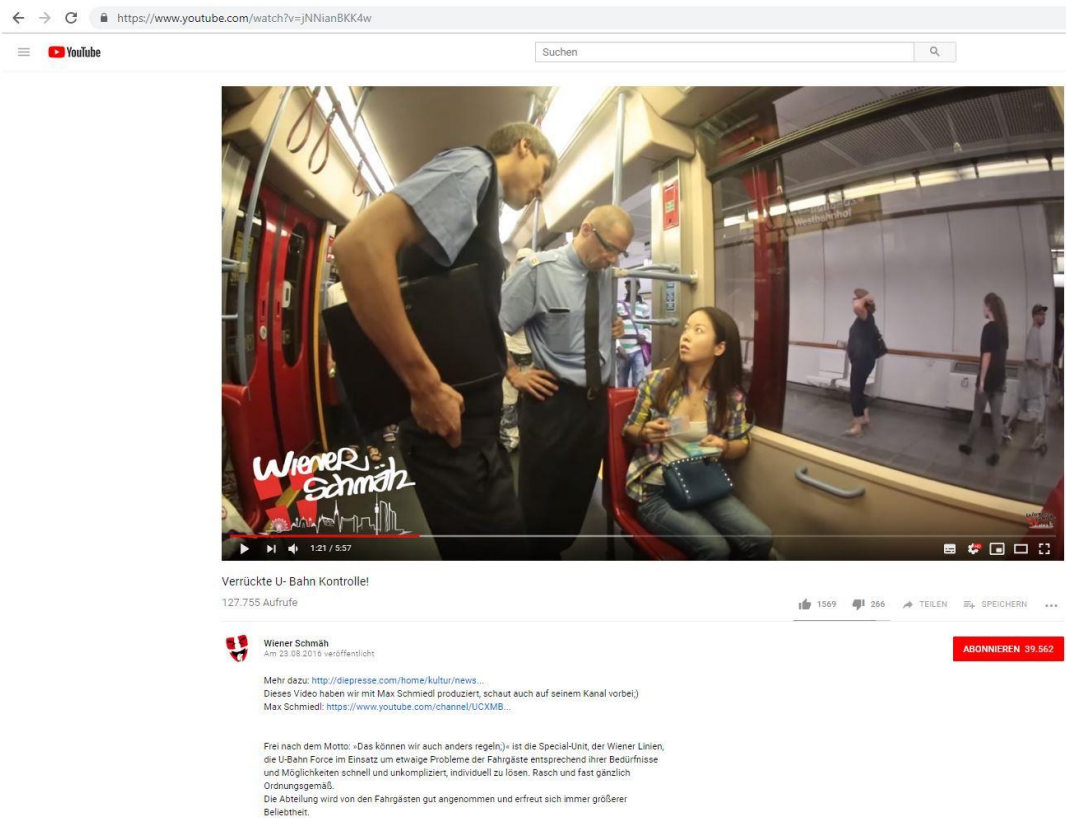 https://www.youtube.com/watch?v=jNNianBKK4w
YouTube
Suchen
Westbahnhof
WIENER
Schmäh
1:21 / 5:57
Verrückte U- Bahn Kontrolle!
127.755 Aufrufe
1569 266 TEILEN SPEICHERN
Wiener Schmäh
Am 23.08.2016 veröffentlicht
ABONNIEREN 39.562
Mehr dazu: http://diepresse.com/home/kultur/news...
Dieses Video haben wir mit Max Schmiedl produziert, schaut auch auf seinem Kanal vorbei;)
Max Schmiedl: https://www.youtube.com/channel/UCXMB...
Frei nach dem Motto: »Das können wir auch anders regeln;)« ist die Special-Unit, der Wiener Linien,
die U-Bahn Force im Einsatz um etwaige Probleme der Fahrgäste entsprechend ihrer Bedürfnisse
und Möglichkeiten schnell und unkompliziert, individuell zu lösen. Rasch und fast gänzlich
Ordnungsgemäß.
Die Abteilung wird von den Fahrgästen gut angenommen und erfreut sich immer größerer
Beliebtheit.